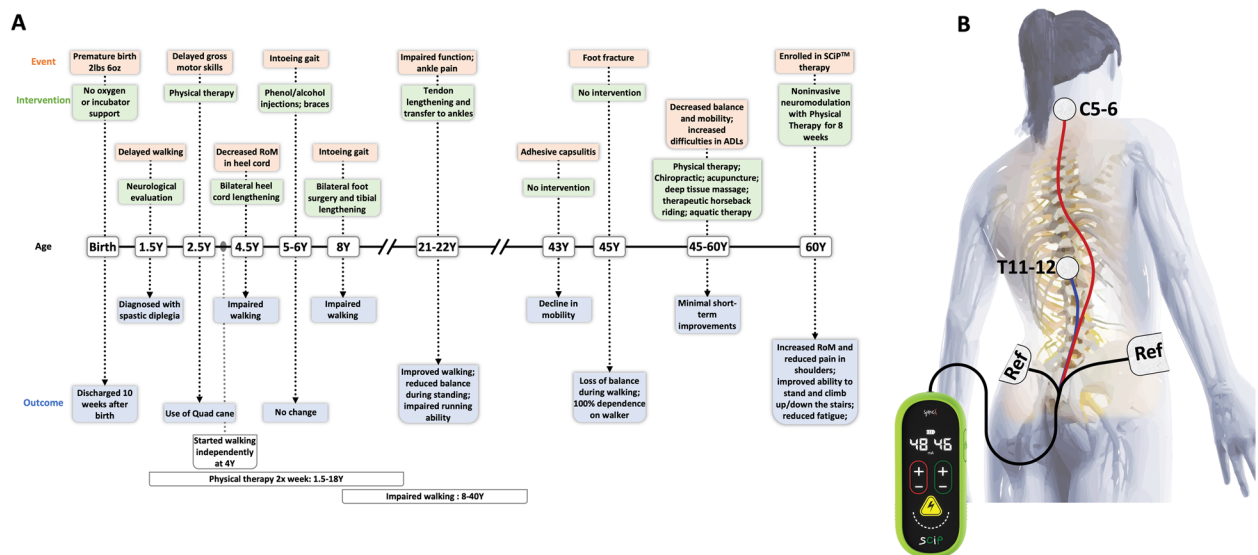 A
B
Event
Intervention
Age
Outcome
Premature birth
2lbs 6oz
No oxygen
or incubator
support
Birth
Discharged 10
weeks after
birth
Delayed walking
Neurological
evaluation
1.5Y
Diagnosed with
spastic diplegia
Delayed gross
motor skills
Physical therapy
2.5Y
Use of Quad cane
Started walking
independently
at 4Y
Decreased RoM
in heel cord
Bilateral heel
cord lengthening
4.5Y
Impaired
walking
Intoeing gait
Phenol/alcohol
injections; braces
5-6Y
No change
Intoeing gait
Bilateral foot
surgery and tibial
lengthening
8Y
Impaired
walking
Impaired function;
ankle pain
Tendon
lengthening and
transfer to ankles
21-22Y
Improved walking;
reduced balance
during standing;
impaired running
ability
Adhesive capsulitis
No intervention
43Y
Decline in
mobility
Foot fracture
No intervention
45Y
Loss of balance
during walking;
100% dependence
on walker
Decreased balance
and mobility;
increased
difficulties in ADLs
Physical therapy;
Chiropractic; acupuncture;
deep tissue massage;
therapeutic horseback
riding; aquatic therapy
45-60Y
Minimal short-
term
improvements
Enrolled in SCiP™
therapy
Noninvasive
neuromodulation
with Physical
Therapy for 8
weeks
60Y
Increased RoM and
reduced pain in
shoulders;
improved ability to
stand and climb
up/down the stairs;
reduced fatigue;
Physical therapy 2x week: 1.5-18Y
Impaired walking : 8-40Y
C5-6
T11-12
Ref
Ref
48 46
mA
+ +
− −
SCiP